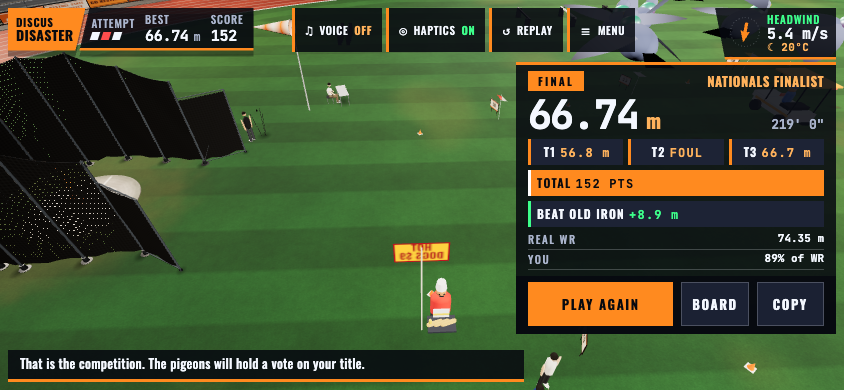 DISCUS
DISASTER
ATTEMPT
BEST
66.74 m
SCORE
152
♫ VOICE OFF
◎ HAPTICS ON
↺ REPLAY
≡ MENU
HEADWIND
5.4 m/s
☾ 20°C
FINAL
NATIONALS FINALIST
66.74 m
219' 0"
T1 56.8 m
T2 FOUL
T3 66.7 m
TOTAL 152 PTS
BEAT OLD IRON +8.9 m
REAL WR 74.35 m
YOU 89% of WR
PLAY AGAIN
BOARD
COPY
HOT
DOGS $9
That is the competition. The pigeons will hold a vote on your title.